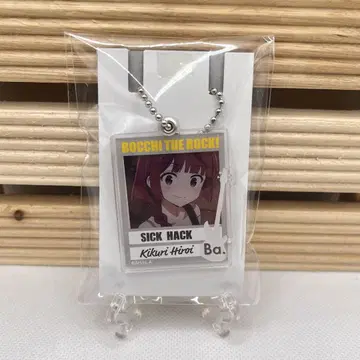 BOCCHI THE ROCK!
SICK HACK
Kikuri Hiroi
Ba.